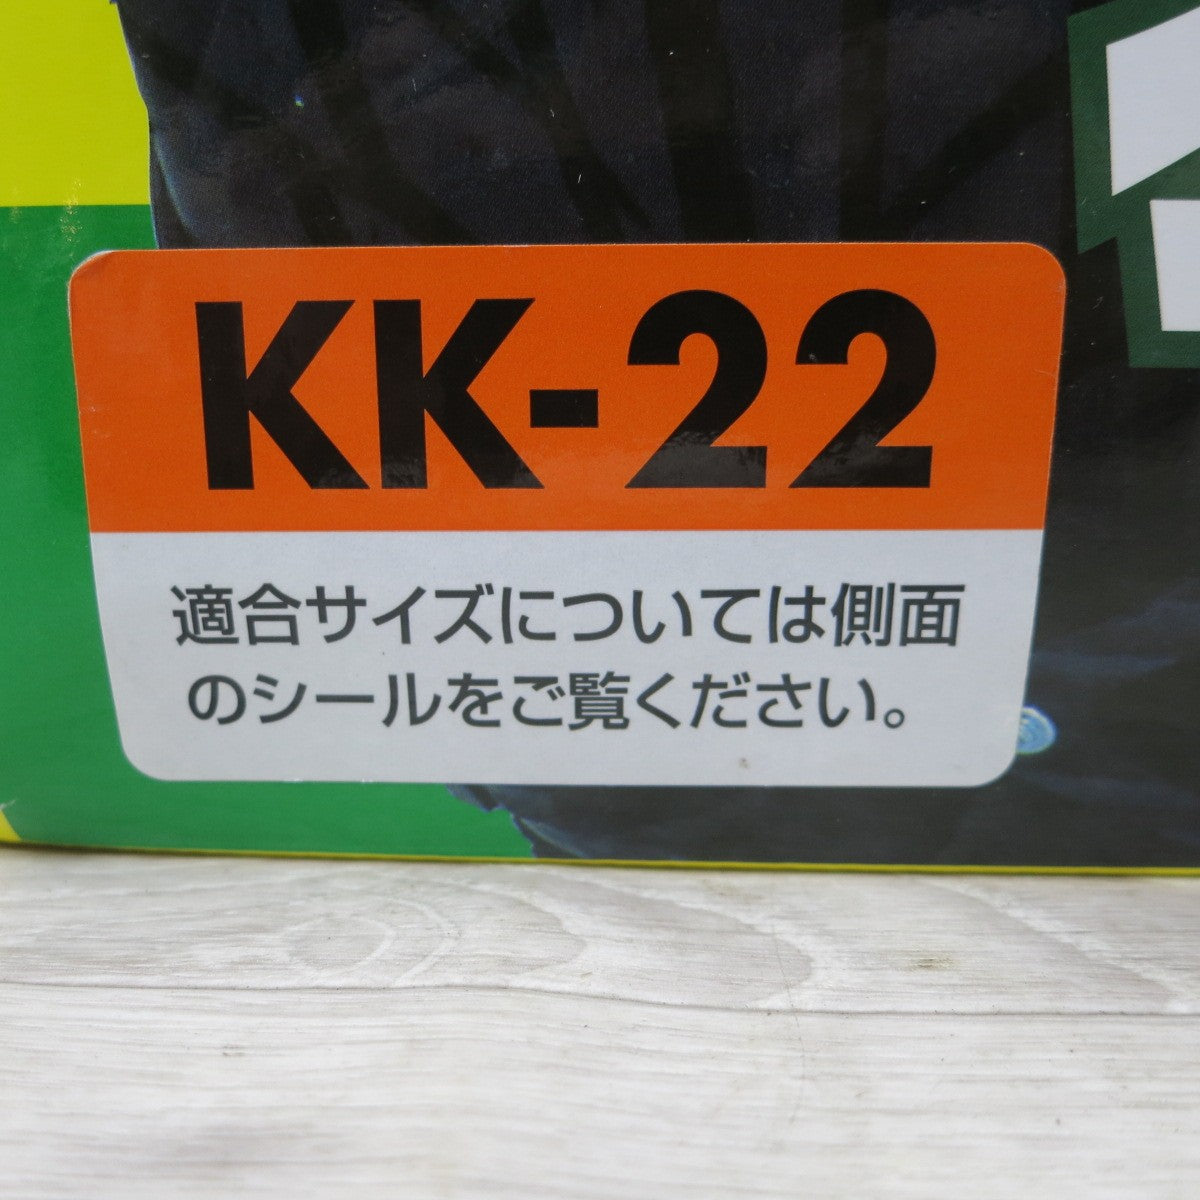 KK-22
適合サイズについては側面
のシールをご覧ください。